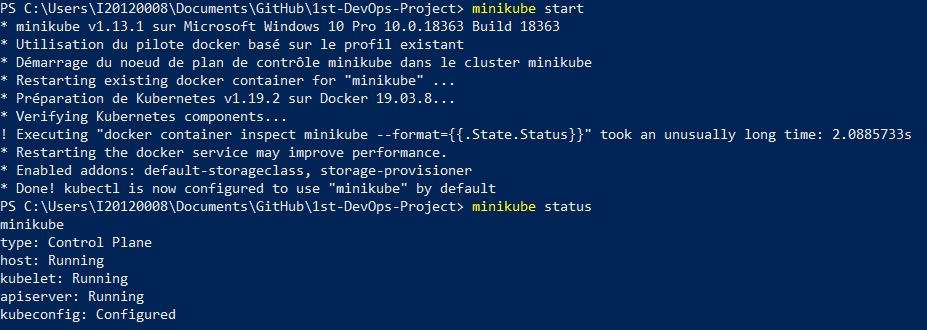 PS C:\Users\I20120008\Documents\GitHub\1st-DevOps-Project> minikube start
* minikube v1.13.1 sur Microsoft Windows 10 Pro 10.0.18363 Build 18363
* Utilisation du pilote docker basé sur le profil existant
* Démarrage du noeud de plan de contrôle minikube dans le cluster minikube
* Restarting existing docker container for "minikube" ...
* Préparation de Kubernetes v1.19.2 sur Docker 19.03.8...
* Verifying Kubernetes components...
! Executing "docker container inspect minikube --format={{.State.Status}}" took an unusually long time: 2.0885733s
* Restarting the docker service may improve performance.
* Enabled addons: default-storageclass, storage-provisioner
* Done! kubectl is now configured to use "minikube" by default
PS C:\Users\I20120008\Documents\GitHub\1st-DevOps-Project> minikube status
minikube
type: Control Plane
host: Running
kubelet: Running
apiserver: Running
kubeconfig: Configured